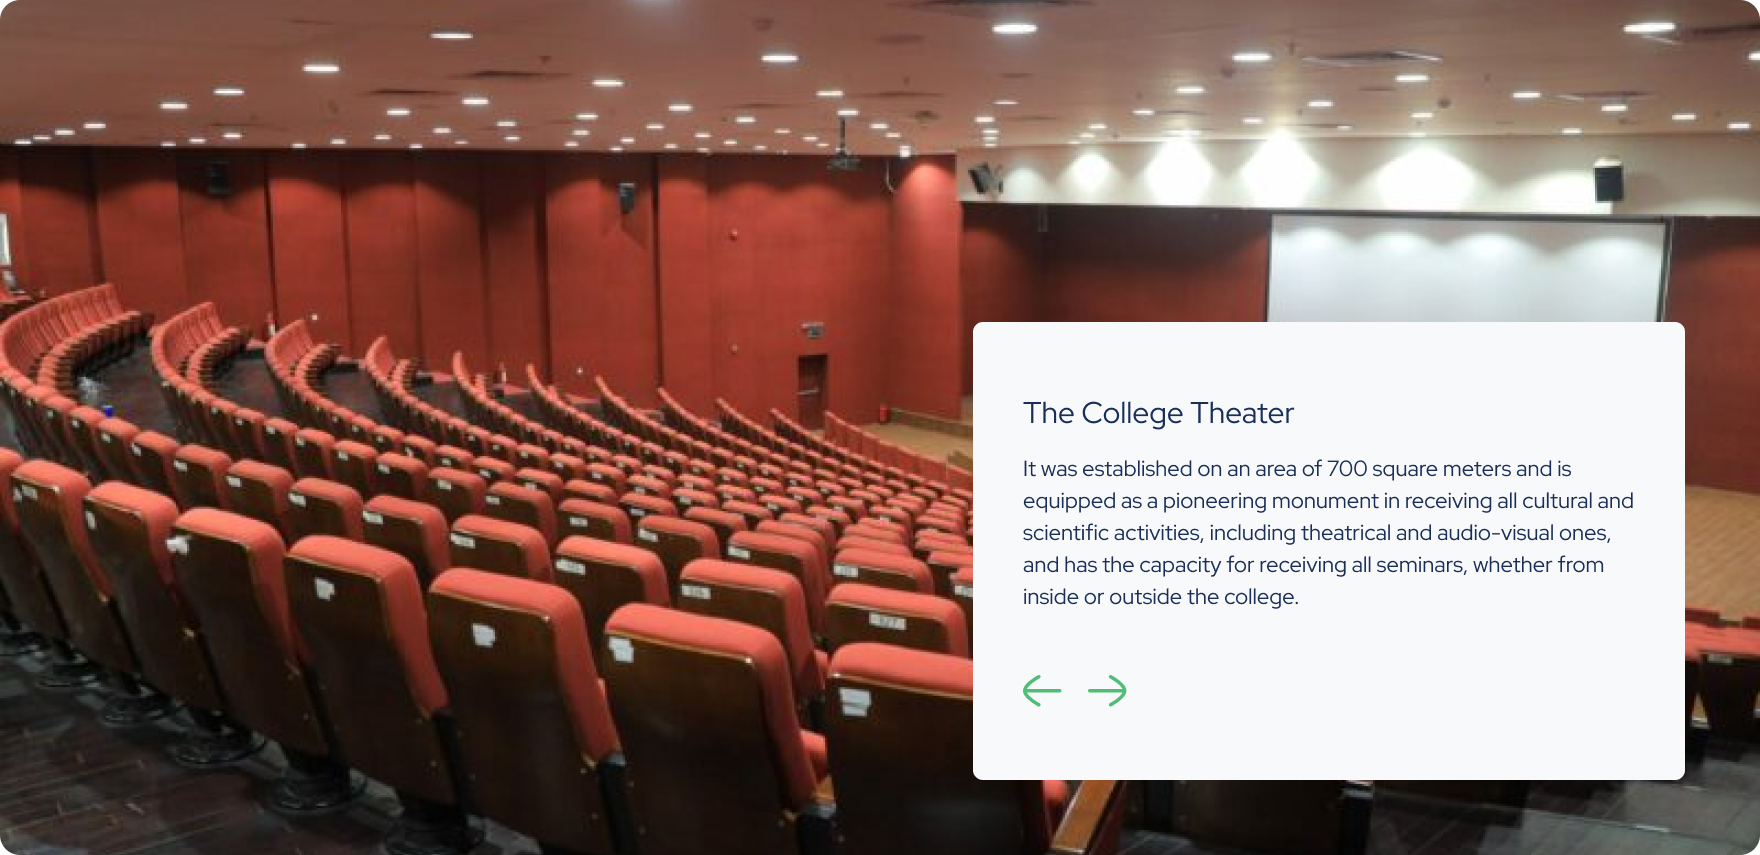 The College Theater
It was established on an area of 700 square meters and is
equipped as a pioneering monument in receiving all cultural and
scientific activities, including theatrical and audio-visual ones,
and has the capacity for receiving all seminars, whether from
inside or outside the college.